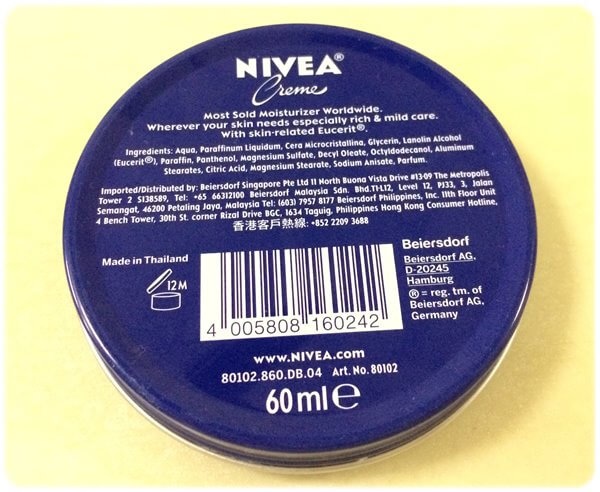 NIVEA®
Creme
Most Sold Moisturizer Worldwide.
Wherever your skin needs especially rich & mild care.
With skin-related Eucerit®.
Ingredients: Aqua, Paraffinum Liquidum, Cera Microcristallina, Glycerin, Lanolin Alcohol
(Eucerit®), Paraffin, Panthenol, Magnesium Sulfate, Decyl Oleate, Octyldodecanol, Aluminum
Stearates, Citric Acid, Magnesium Stearate, Sodium Anisate, Parfum.
Imported/Distributed by: Beiersdorf Singapore Pte Ltd 11 North Buona Vista Drive #13-09 The Metropolis
Tower 2 S138589, Tel: +65 66312100 Beiersdorf Malaysia Sdn. Bhd.TI-L12, Level 12, PJ33, 3, Jalan
Semangat, 46200 Petaling Jaya, Malaysia Tel: (603) 7957 8177 Beiersdorf Philippines, Inc. 11th Floor Unit
4 Bench Tower, 30th St. corner Rizal Drive BGC, 1634 Taguig, Philippines Hong Kong Consumer Hotline,
香港客戶熱線: +852 2209 3688
Made in Thailand
12M
4 005808 160242
Beiersdorf
Beiersdorf AG,
D-20245
Hamburg
® = reg. tm. of
Beiersdorf AG,
Germany
www.NIVEA.com
80102.860.DB.04 Art. No. 80102
60ml℮